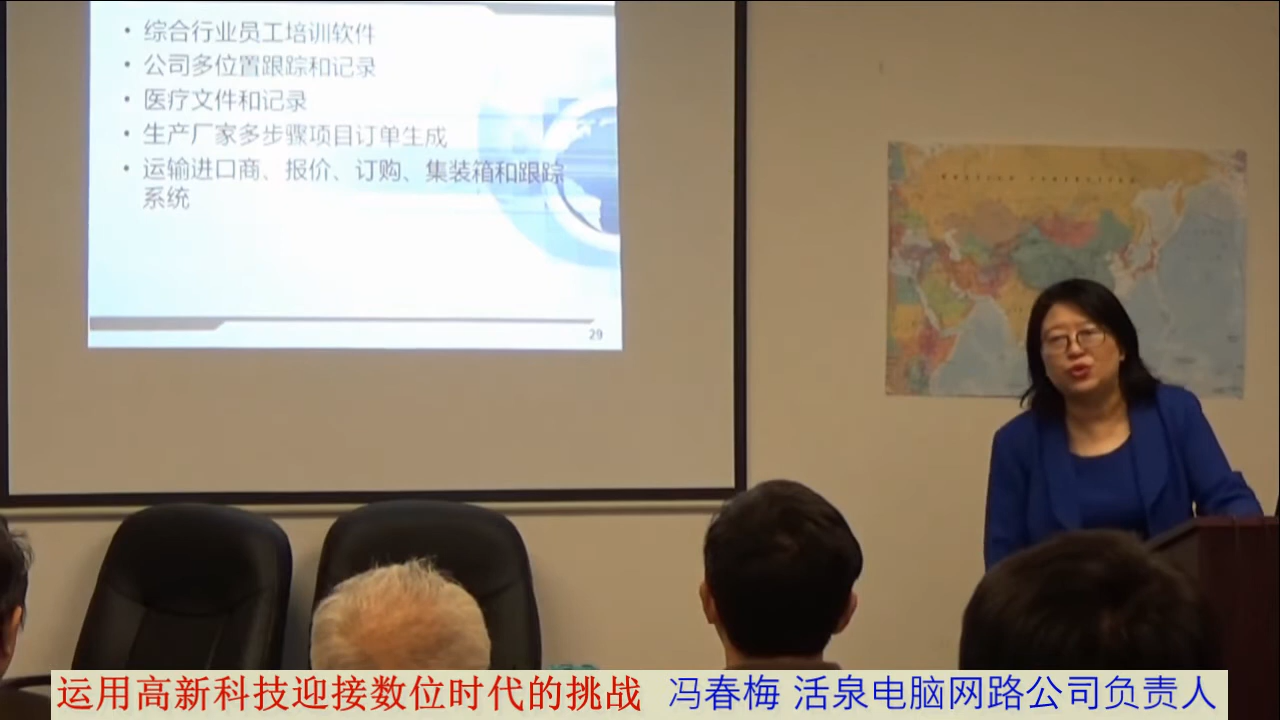 • 综合行业员工培训软件
• 公司多位置跟踪和记录
• 医疗文件和记录
• 生产厂家多步骤项目订单生成
• 运输进口商、报价、订购、集装箱和跟踪
系统
29
运用高新科技迎接数位时代的挑战 冯春梅 活泉电脑网路公司负责人